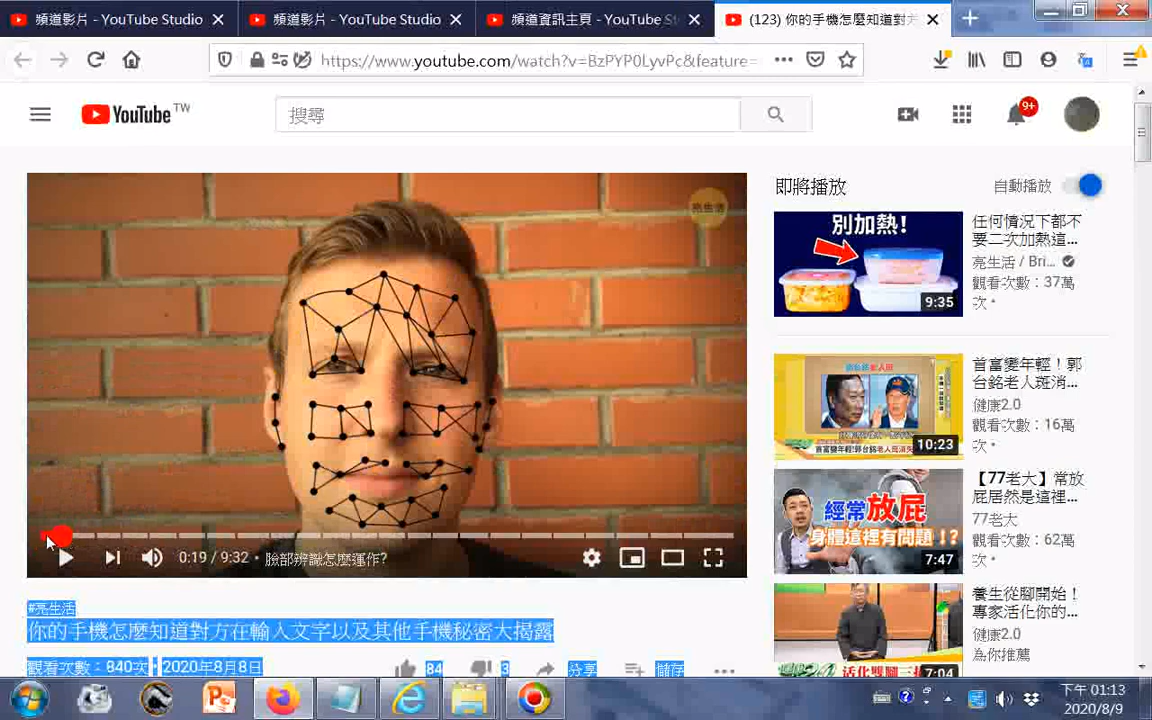 頻道影片 - YouTube Studio
頻道影片 - YouTube Studio
頻道資訊主頁 - YouTube S
(123) 你的手機怎麼知道對方
https://www.youtube.com/watch?v=BzPYP0LyvPc&feature=
YouTube TW
搜尋
9+
亮生活
0:19 / 9:32 • 臉部辨識怎麼運作?
#亮生活
你的手機怎麼知道對方在輸入文字以及其他手機秘密大揭露
觀看次數：840次 • 2020年8月8日
84
3
分享
儲存
即將播放
自動播放
別加熱!
9:35
任何情況下都不
要二次加熱這...
亮生活 / Bri...
觀看次數：37萬
次 •
10:23
首富變年輕！郭
台銘老人斑消...
健康2.0
觀看次數：16萬
次 •
經常放屁
身體這裡有問題!?
7:47
【77老大】常放
屁居然是這裡...
77老大
觀看次數：62萬
次 •
7:04
養生從腳開始！
專家活化你的...
健康2.0
為你推薦
下午 01:13
2020/8/9